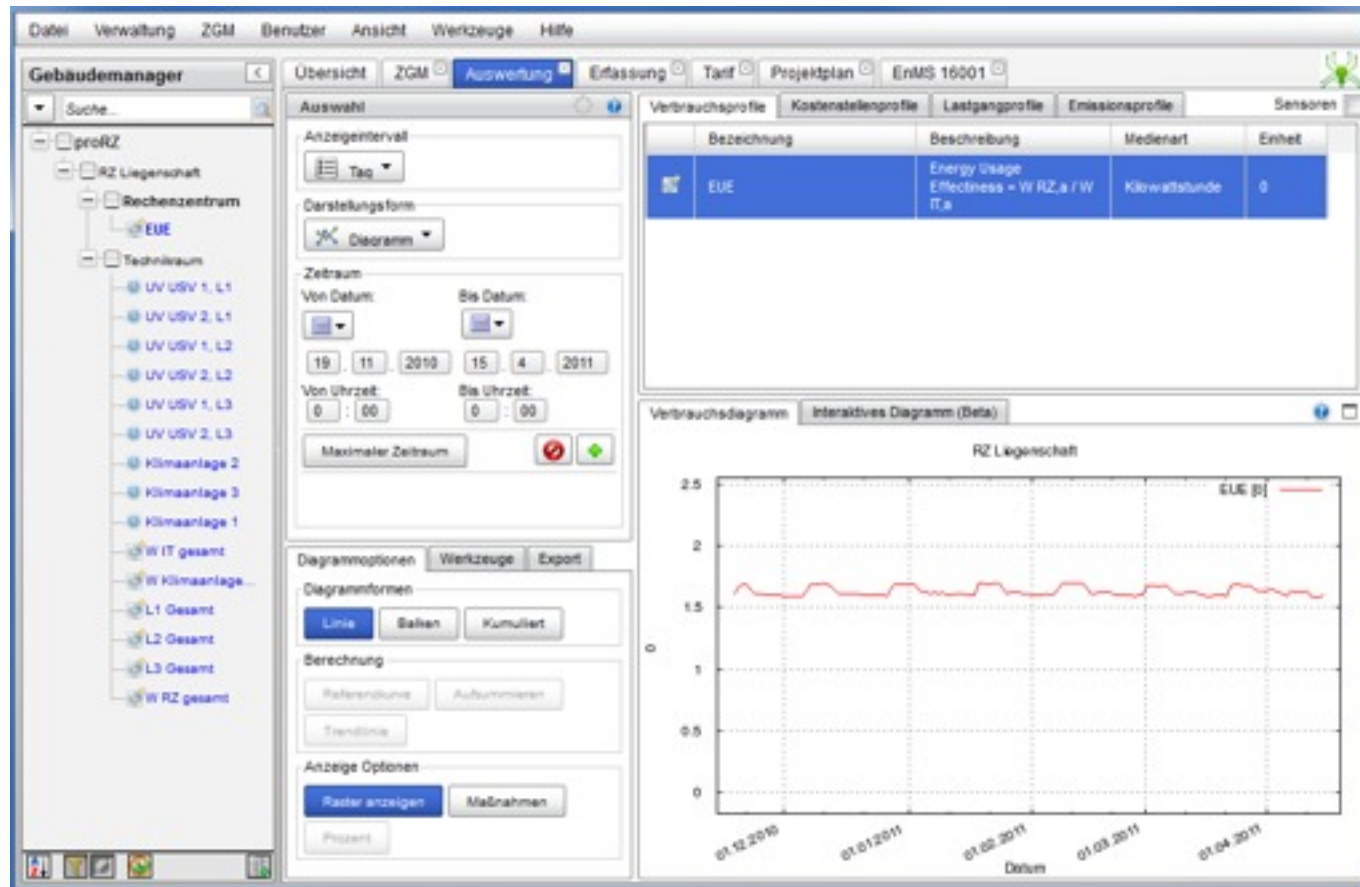 Datei Verwaltung ZGM Benutzer Ansicht Werkzeuge Hilfe
Gebäudemanager
Suche...
proRZ
RZ Liegenschaft
Rechenzentrum
EUE
Technikraum
UV USV 1, L1
UV USV 2, L1
UV USV 1, L2
UV USV 2, L2
UV USV 1, L3
UV USV 2, L3
Klimaanlage 2
Klimaanlage 3
Klimaanlage 1
W IT gesamt
W Klimaanlage...
L1 Gesamt
L2 Gesamt
L3 Gesamt
W RZ gesamt
Übersicht ZGM Auswertung Erfassung Tarif Projektplan EnMS 16001
Auswahl
Anzeigeintervall
Tag
Darstellungsform
Diagramm
Zeitraum
Von Datum: Bis Datum:
19 . 11 . 2010 15 . 4 . 2011
Von Uhrzeit: Bis Uhrzeit:
0 : 00 0 : 00
Maximaler Zeitraum
Diagrammoptionen Werkzeuge Export
Diagrammformen
Linie Balken Kumuliert
Berechnung
Referenzkurve Aufsummieren
Trendlinie
Anzeige Optionen
Raster anzeigen Maßnahmen
Prozent
Verbrauchsprofile Kostenstellenprofile Lastgangprofile Emissionsprofile Sensoren
Bezeichnung Beschreibung Medienart Einheit
EUE Energy Usage Effectiness = W RZ,a / W IT,a Kilowattstunde 0
Verbrauchsdiagramm Interaktives Diagramm (Beta)
RZ Liegenschaft
EUE [0]
2.5
2
1.5
1
0.5
0
0
01.12.2010 01.01.2011 01.02.2011 01.03.2011 01.04.2011
Datum